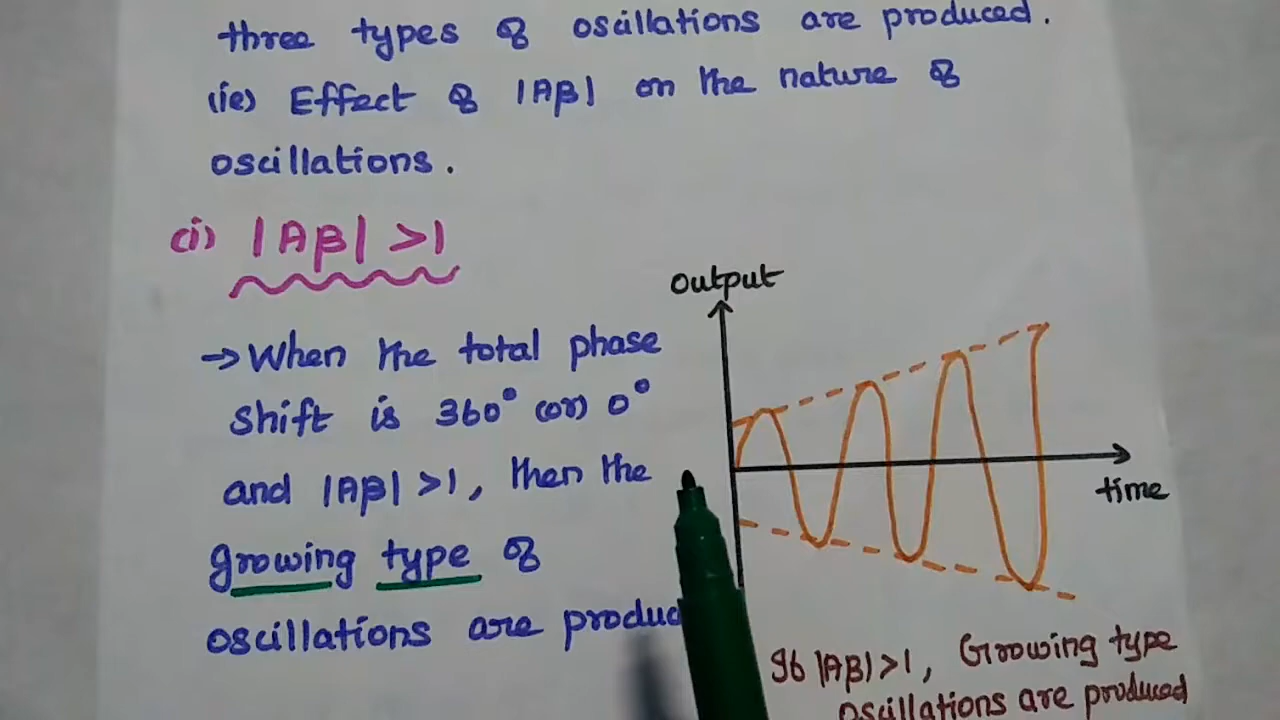 three types of oscillations are produced.
(ie) Effect of |Aβ| on the nature of
oscillations.
(i) |Aβ| >1
→ When the total phase
shift is 360° (or) 0°
and |Aβ| >1, then the
growing type of
oscillations are produc
output
time
If |Aβ| >1, Growing type
oscillations are produced